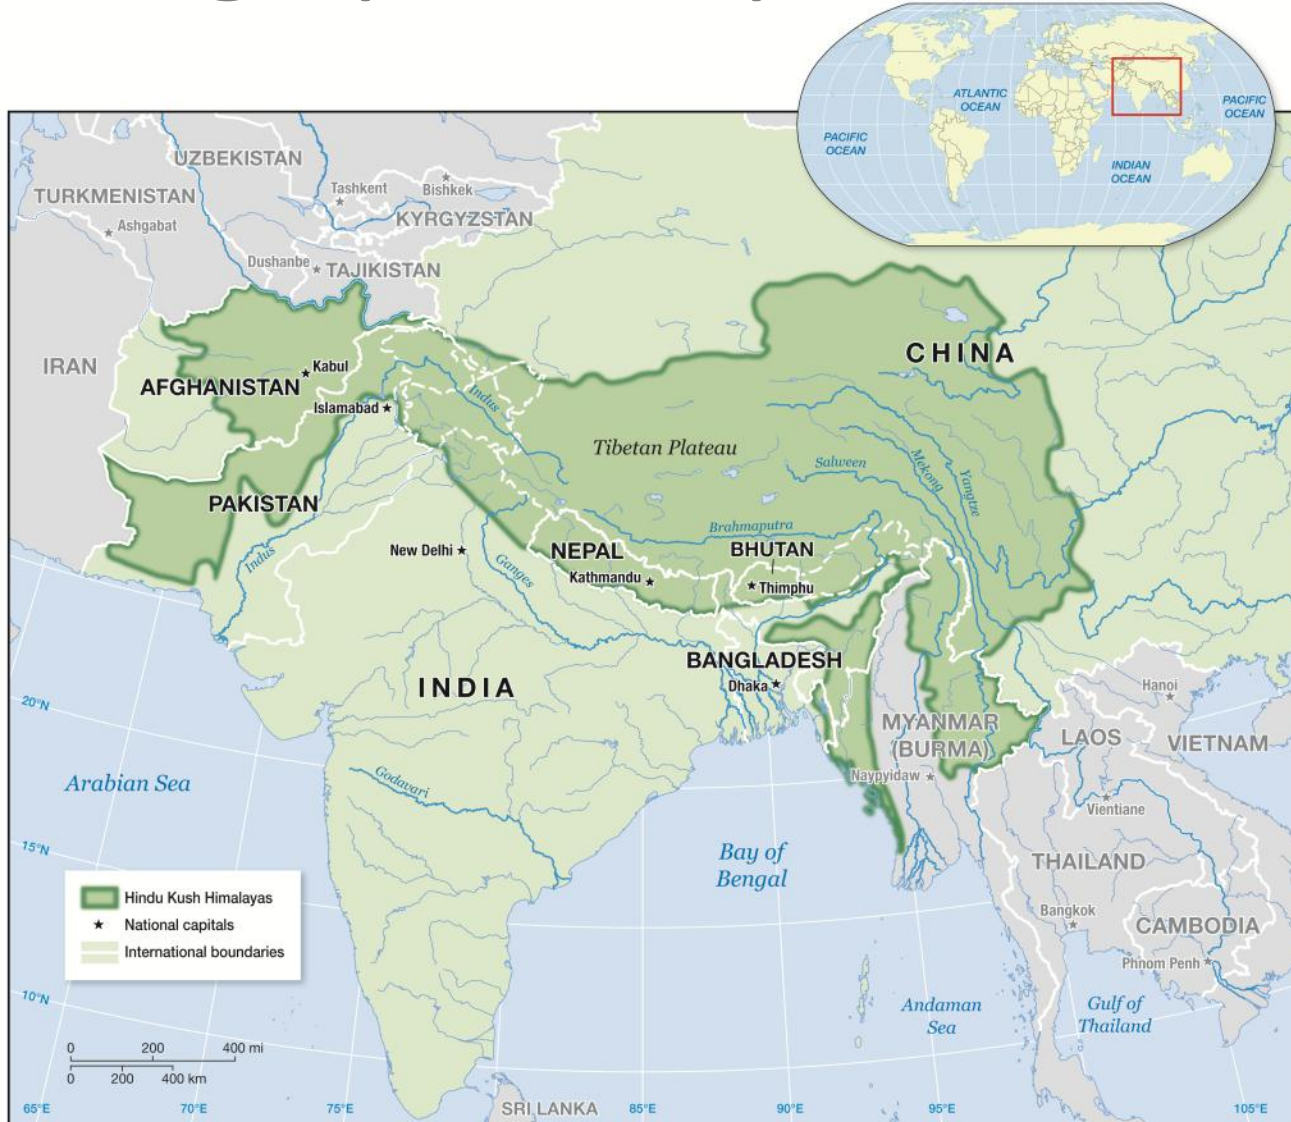 ATLANTIC
OCEAN
PACIFIC
OCEAN
PACIFIC
OCEAN
INDIAN
OCEAN
UZBEKISTAN
TURKMENISTAN
Tashkent
Bishkek
Ashgabat
KYRGYZSTAN
Dushanbe
TAJIKISTAN
IRAN
CHINA
Kabul
AFGHANISTAN
Islamabad
Indus
Tibetan Plateau
Salween
Mekong
Yangtze
PAKISTAN
Brahmaputra
Indus
New Delhi
Ganges
NEPAL
Kathmandu
BHUTAN
Thimphu
BANGLADESH
Dhaka
INDIA
Hanoi
20°N
MYANMAR
(BURMA)
LAOS
VIETNAM
Naypyidaw
Arabian Sea
Godavari
Vientiane
15°N
Bay of
Bengal
THAILAND
Hindu Kush Himalayas
National capitals
International boundaries
Bangkok
CAMBODIA
Phnom Penh
10°N
Andaman
Sea
Gulf of
Thailand
0 200 400 mi
0 200 400 km
65°E 70°E 75°E SRI LANKA 85°E 90°E 95°E 105°E